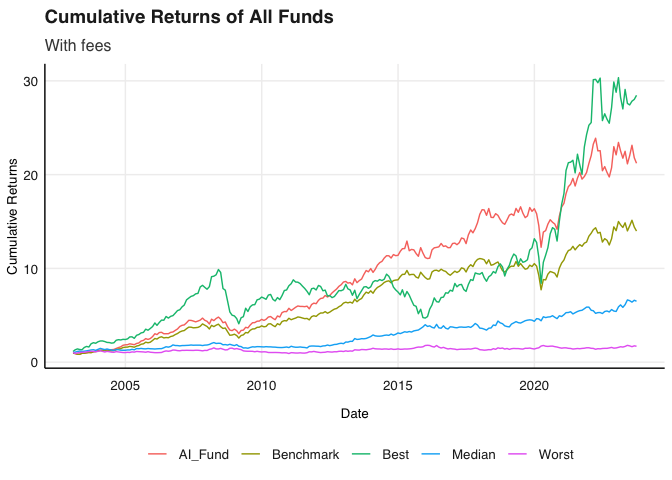 Cumulative Returns of All Funds
With fees
Cumulative Returns
30
20
10
0
2005 2010 2015 2020
Date
AI_Fund Benchmark Best Median Worst